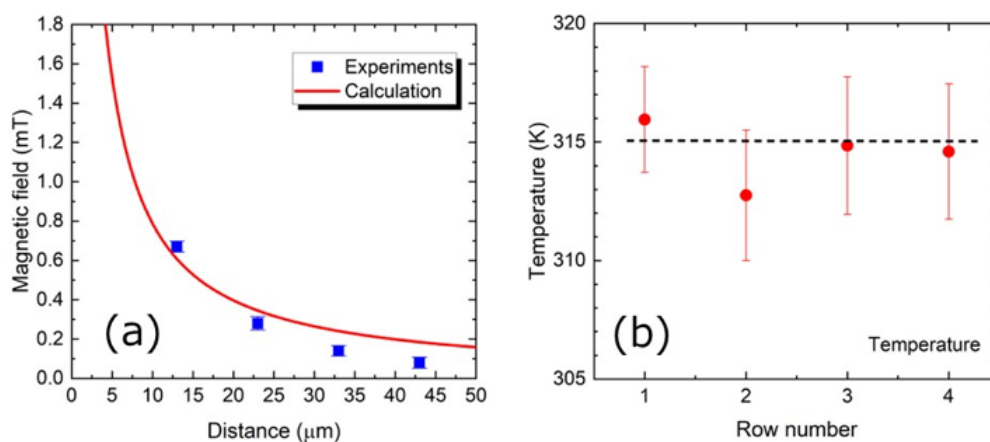 1.8
1.6
1.4
1.2
1.0
0.8
0.6
0.4
0.2
0.0
Magnetic field (mT)
Experiments
Calculation
(a)
0 5 10 15 20 25 30 35 40 45 50
Distance (μm)
320
315
310
305
Temperature (K)
(b)
Temperature
1 2 3 4
Row number